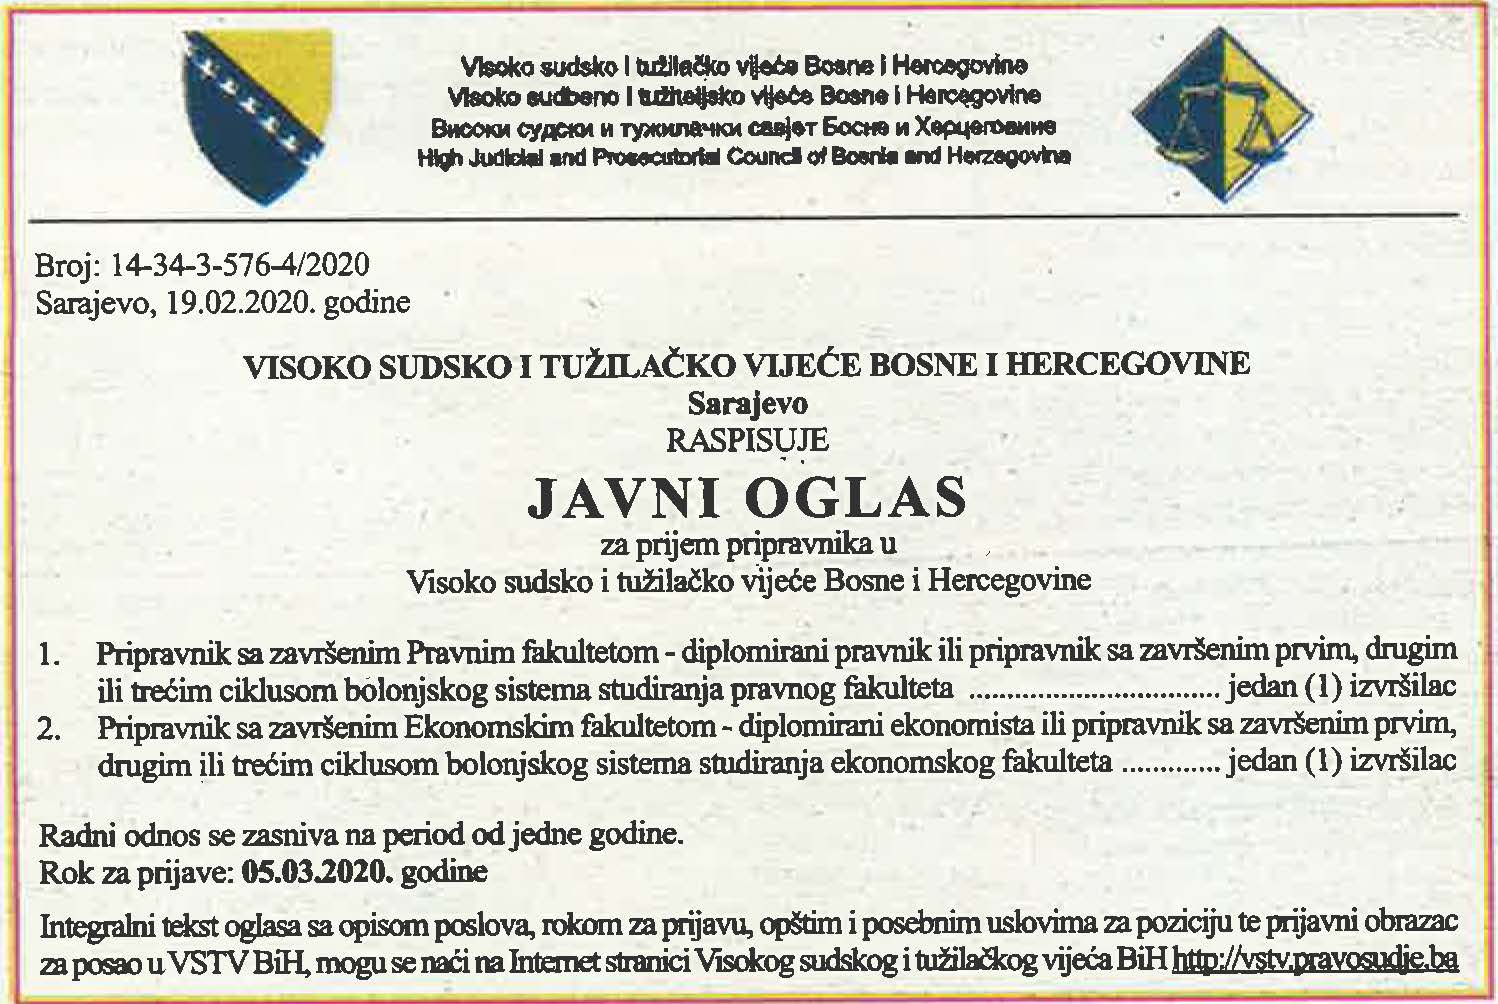 Visoko sudsko i tužilačko vijeće Bosne i Hercegovine
Visoko sudbeno i tužiteljsko vijeće Bosne i Hercegovine
Високи судски и тужилачки савјет Босне и Херцеговине
High Judicial and Prosecutorial Council of Bosnia and Herzegovina
Broj: 14-34-3-576-4/2020
Sarajevo, 19.02.2020. godine
VISOKO SUDSKO I TUŽILAČKO VIJEĆE BOSNE I HERCEGOVINE
Sarajevo
RASPISUJE
JAVNI OGLAS
za prijem pripravnika u
Visoko sudsko i tužilačko vijeće Bosne i Hercegovine
1. Pripravnik sa završenim Pravnim fakultetom - diplomirani pravnik ili pripravnik sa završenim prvim, drugim
ili trećim ciklusom bolonjskog sistema studiranja pravnog fakulteta ................................. jedan (1) izvršilac
2. Pripravnik sa završenim Ekonomskim fakultetom - diplomirani ekonomista ili pripravnik sa završenim prvim,
drugim ili trećim ciklusom bolonjskog sistema studiranja ekonomskog fakulteta ............. jedan (1) izvršilac
Radni odnos se zasniva na period od jedne godine.
Rok za prijave: 05.03.2020. godine
Integralni tekst oglasa sa opisom poslova, rokom za prijavu, opštim i posebnim uslovima za poziciju te prijavni obrazac
za posao u VSTV BiH, mogu se naći na Internet stranici Visokog sudskog i tužilačkog vijeća BiH http://vstv.pravosudje.ba